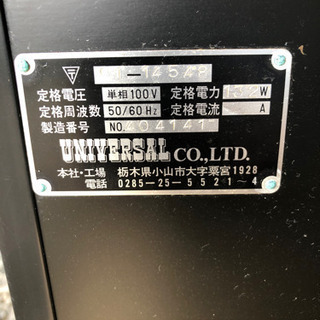 定格電圧 単相100V 定格電力 W
定格周波数 50/60Hz 定格電流 A
製造番号 NO.404141
UNIVERSAL CO.,LTD.
本社・工場 栃木県小山市大字粟宮1928
電話 0285-25-5521~4